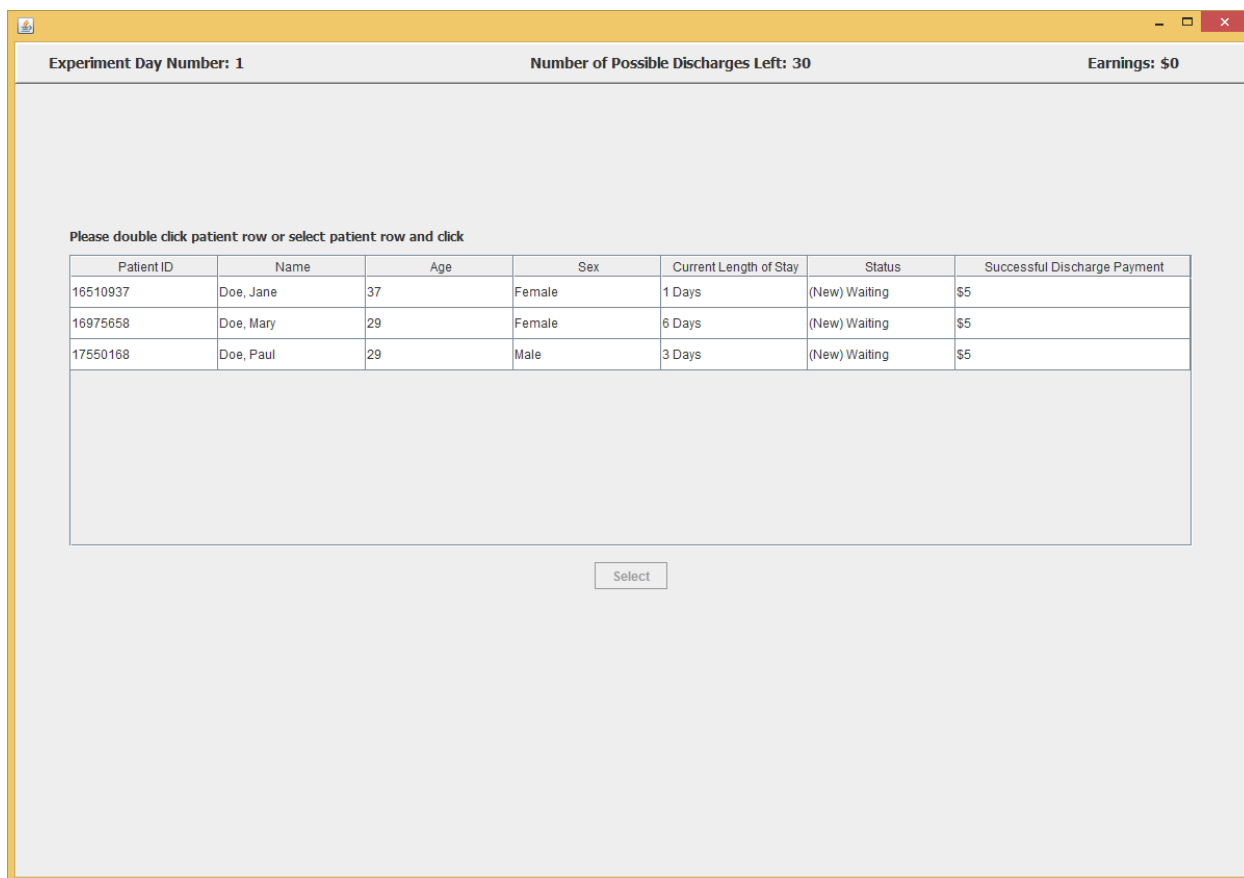 Experiment Day Number: 1 Number of Possible Discharges Left: 30 Earnings: $0
Please double click patient row or select patient row and click
Patient ID Name Age Sex Current Length of Stay Status Successful Discharge Payment
16510937 Doe, Jane 37 Female 1 Days (New) Waiting $5
16975658 Doe, Mary 29 Female 6 Days (New) Waiting $5
17550168 Doe, Paul 29 Male 3 Days (New) Waiting $5
Select